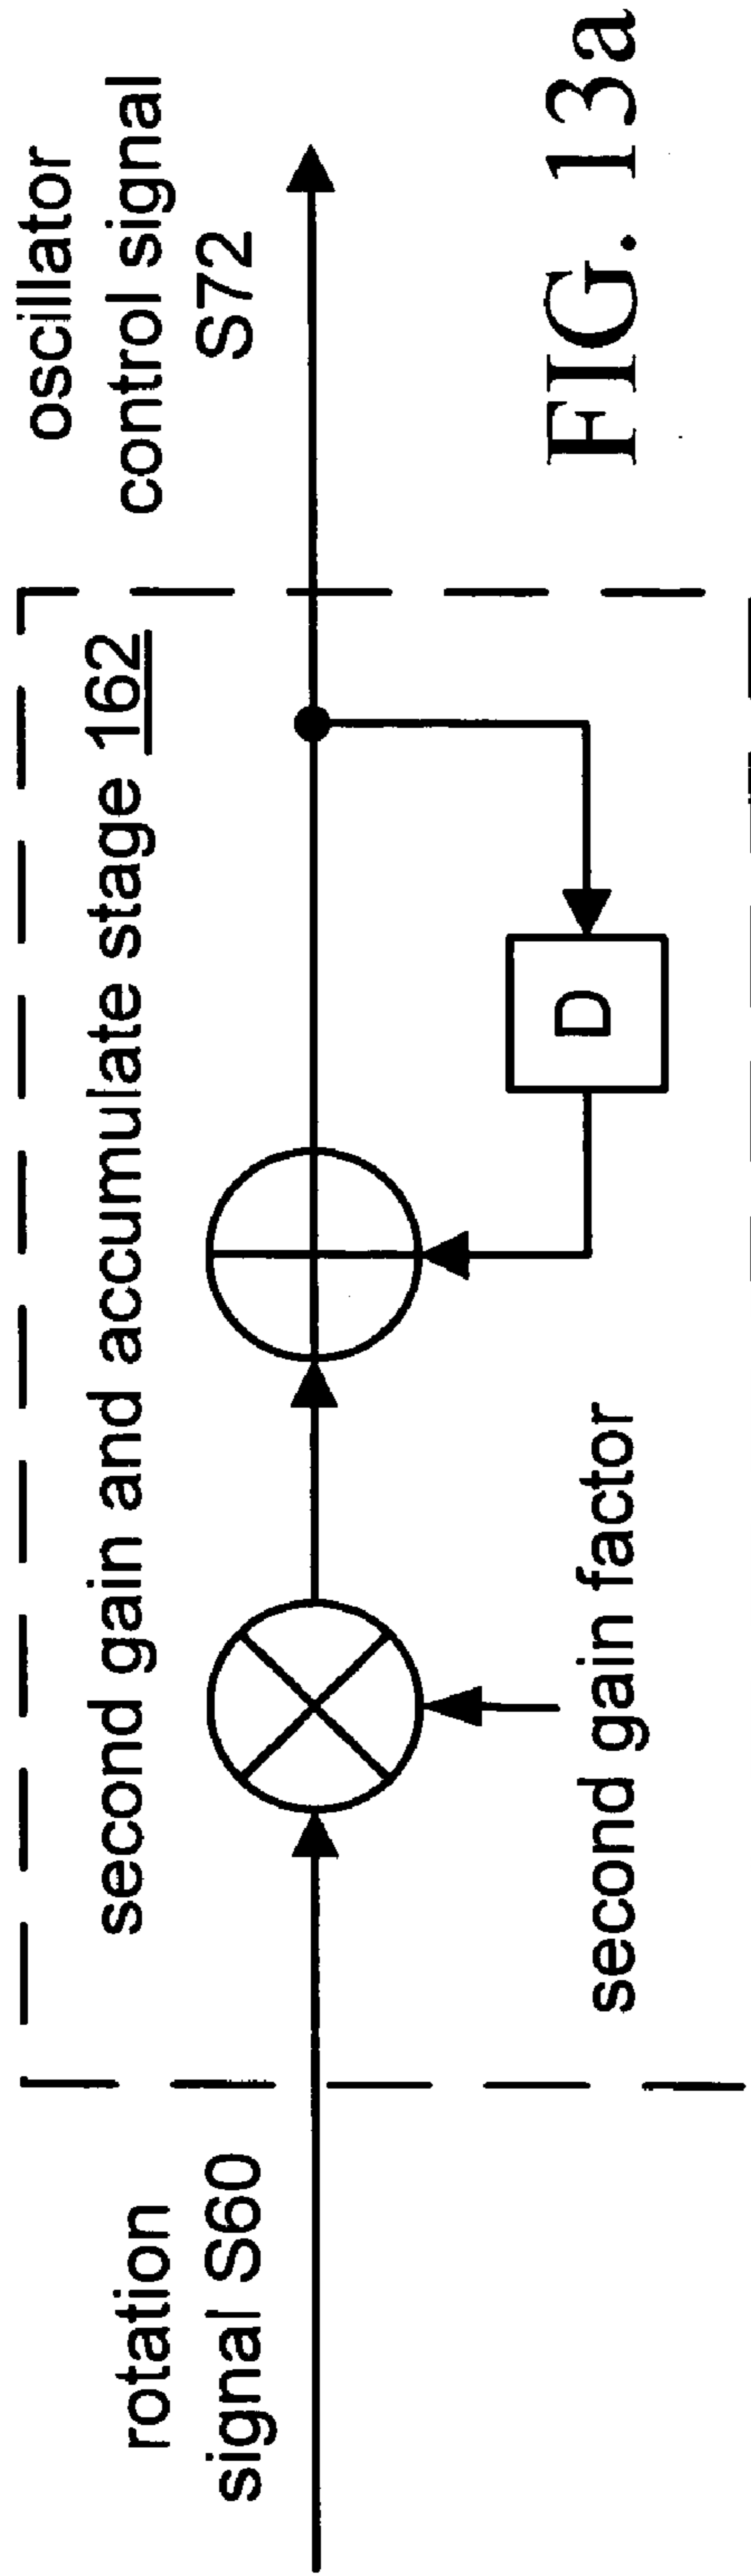 rotation
signal S60
second gain and accumulate stage 162
second gain factor
D
oscillator
control signal
S72
FIG. 13a